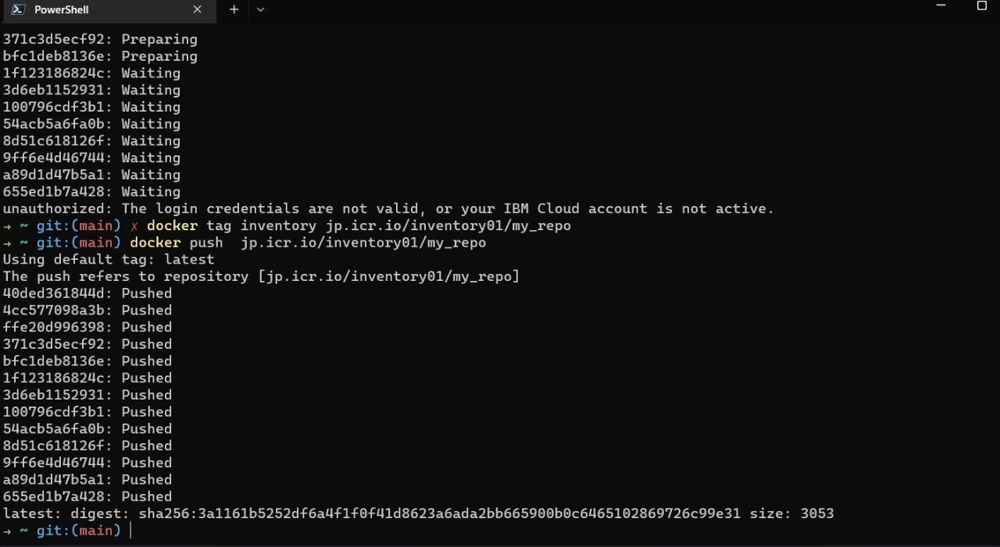 PowerShell
371c3d5ecf92: Preparing
bfc1deb8136e: Preparing
1f123186824c: Waiting
3d6eb1152931: Waiting
100796cdf3b1: Waiting
54acb5a6fa0b: Waiting
8d51c618126f: Waiting
9ff6e4d46744: Waiting
a89d1d47b5a1: Waiting
655ed1b7a428: Waiting
unauthorized: The login credentials are not valid, or your IBM Cloud account is not active.
→ ~ git:(main) ✗ docker tag inventory jp.icr.io/inventory01/my_repo
→ ~ git:(main) docker push  jp.icr.io/inventory01/my_repo
Using default tag: latest
The push refers to repository [jp.icr.io/inventory01/my_repo]
40ded361844d: Pushed
4cc577098a3b: Pushed
ffe20d996398: Pushed
371c3d5ecf92: Pushed
bfc1deb8136e: Pushed
1f123186824c: Pushed
3d6eb1152931: Pushed
100796cdf3b1: Pushed
54acb5a6fa0b: Pushed
8d51c618126f: Pushed
9ff6e4d46744: Pushed
a89d1d47b5a1: Pushed
655ed1b7a428: Pushed
latest: digest: sha256:3a1161b5252df6a4f1f0f41d8623a6ada2bb665900b0c6465102869726c99e31 size: 3053
→ ~ git:(main)